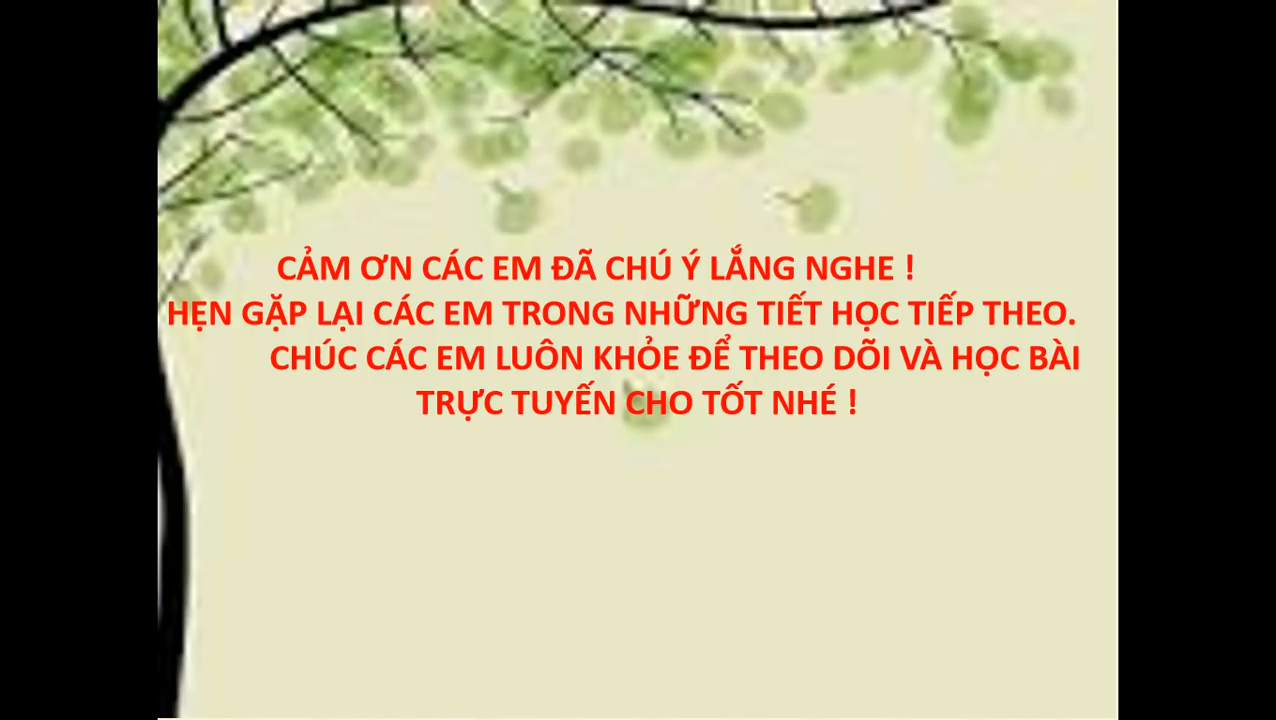 CẢM ƠN CÁC EM ĐÃ CHÚ Ý LẮNG NGHE !
HẸN GẶP LẠI CÁC EM TRONG NHỮNG TIẾT HỌC TIẾP THEO.
CHÚC CÁC EM LUÔN KHỎE ĐỂ THEO DÕI VÀ HỌC BÀI
TRỰC TUYẾN CHO TỐT NHÉ !